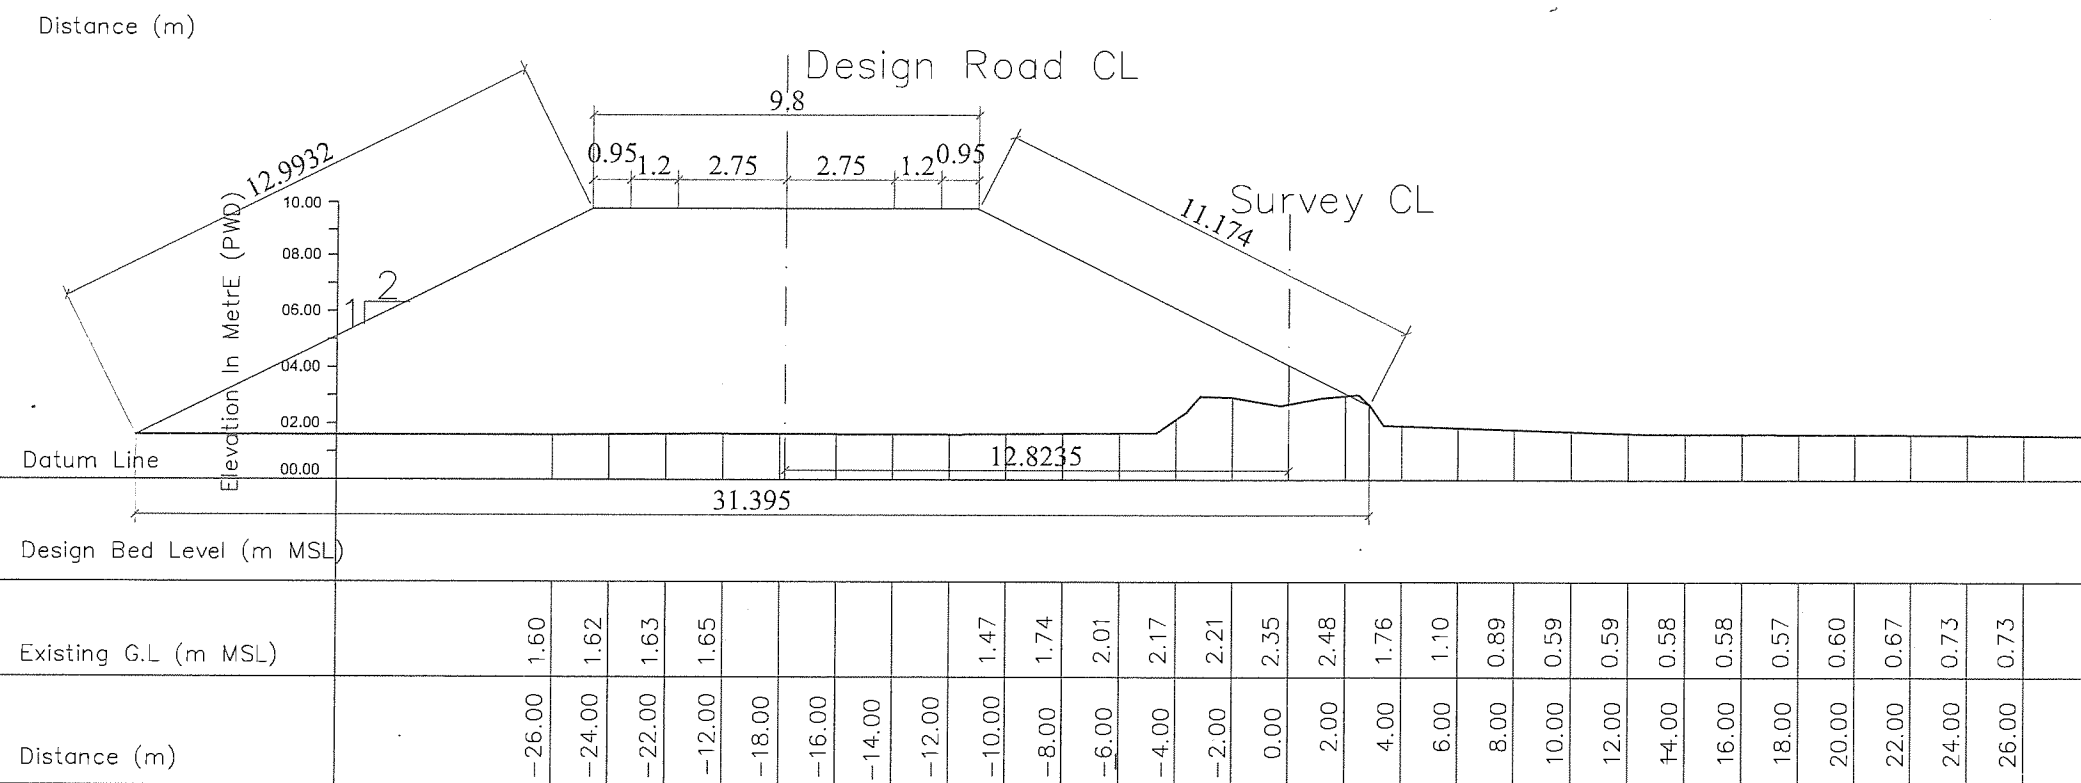 Distance (m)
Design Road CL
9.8
0.95 1.2 2.75 2.75 1.2 0.95
12.9932
Survey CL
11.174
Elevation In MetrE (PWD)
10.00
08.00
06.00
04.00
02.00
00.00
1 2
Datum Line
12.8235
31.395
Design Bed Level (m MSL)
Existing G.L (m MSL) 1.60 1.62 1.63 1.65 1.47 1.74 2.01 2.17 2.21 2.35 2.48 1.76 1.10 0.89 0.59 0.59 0.58 0.58 0.57 0.60 0.67 0.73 0.73
Distance (m) -26.00 -24.00 -22.00 -12.00 -18.00 -16.00 -14.00 -12.00 -10.00 -8.00 -6.00 -4.00 -2.00 0.00 2.00 4.00 6.00 8.00 10.00 12.00 14.00 16.00 18.00 20.00 22.00 24.00 26.00